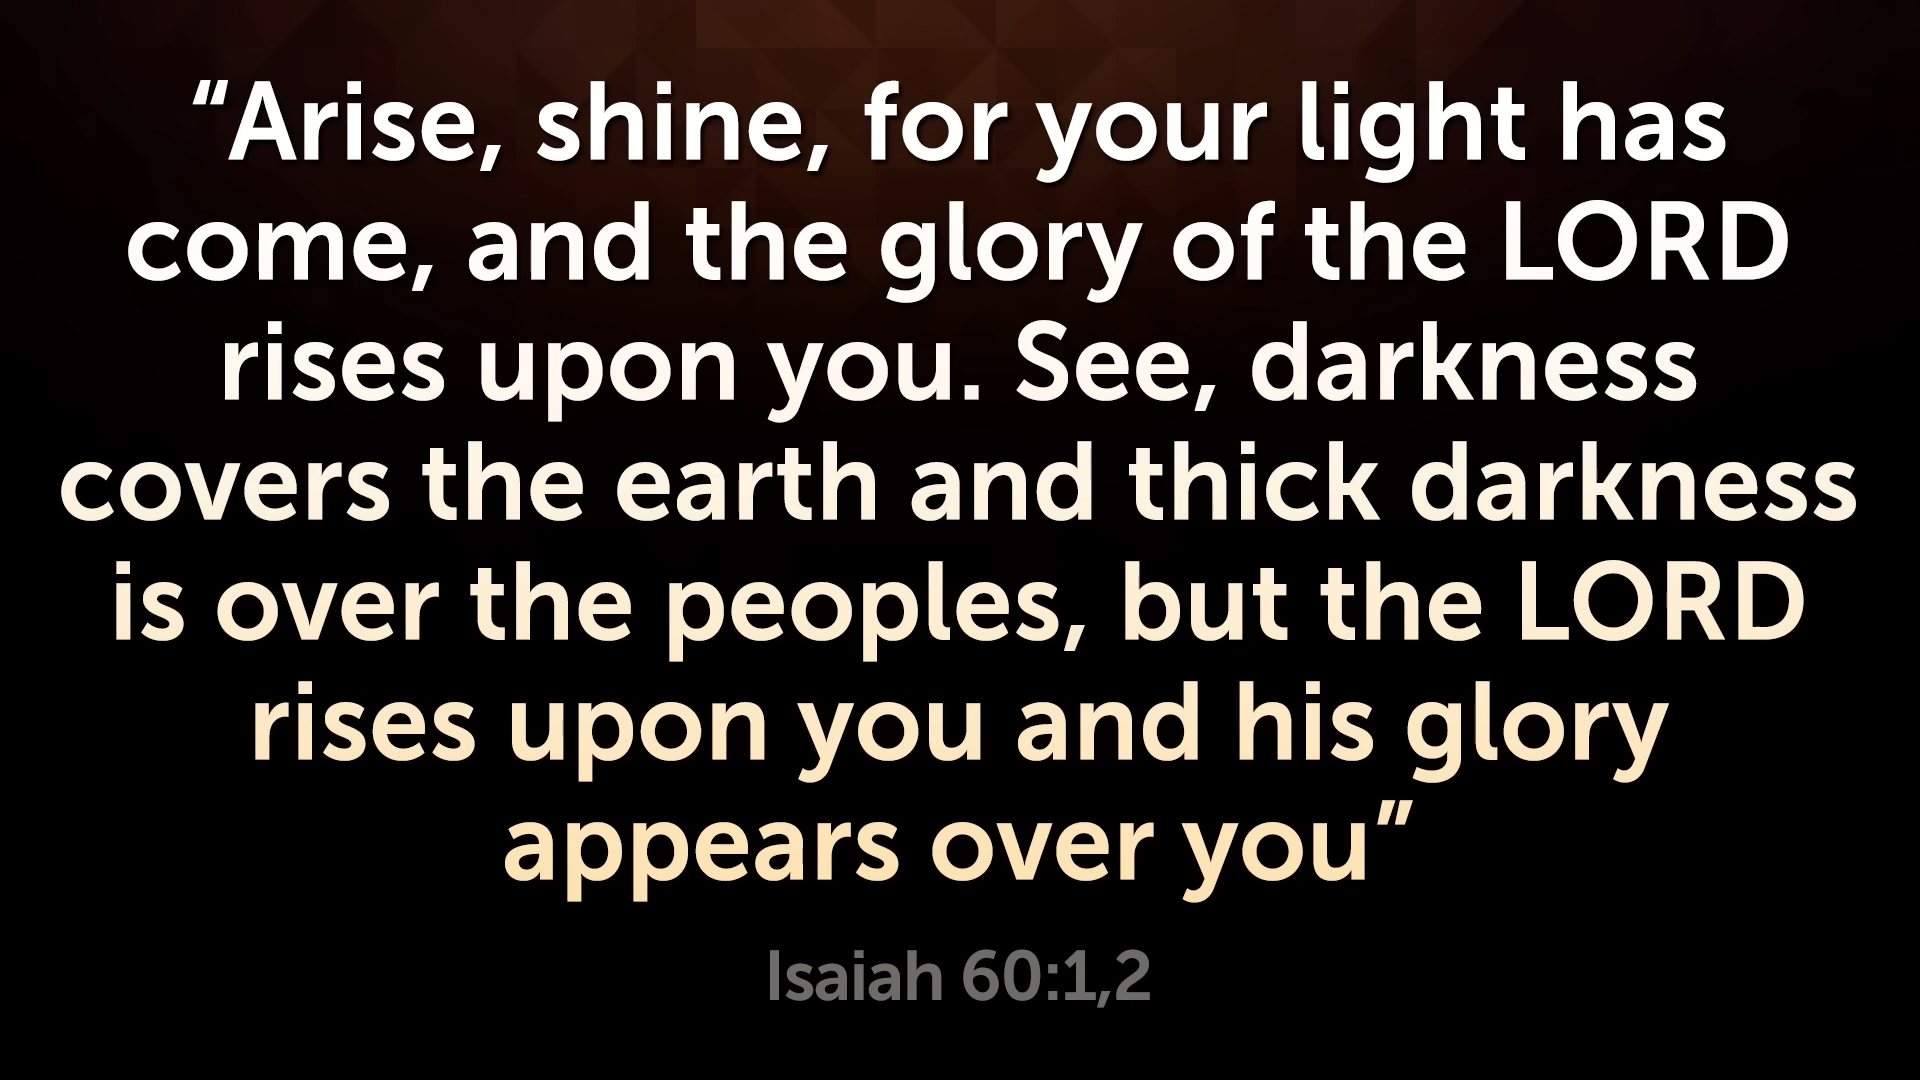 “Arise, shine, for your light has
come, and the glory of the LORD
rises upon you. See, darkness
covers the earth and thick darkness
is over the peoples, but the LORD
rises upon you and his glory
appears over you”
Isaiah 60:1,2